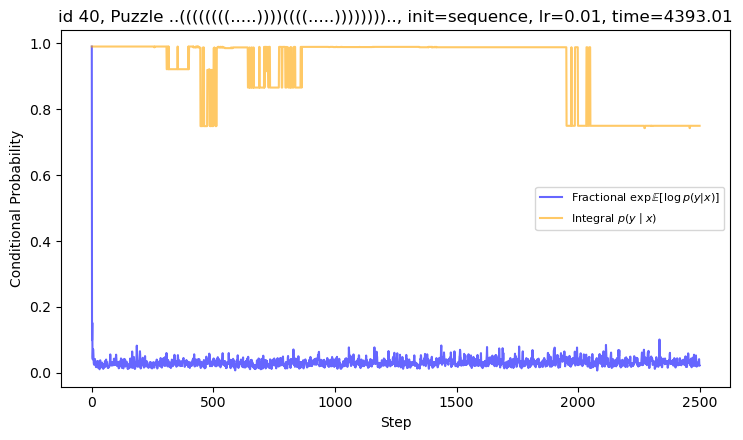 id 40, Puzzle ..((((((((.....))))((((.....)))))))).., init=sequence, lr=0.01, time=4393.01
1.0
0.8
0.6
0.4
0.2
0.0
Conditional Probability
Fractional exp𝔼[log p(y|x)]
Integral p(y | x)
0 500 1000 1500 2000 2500
Step